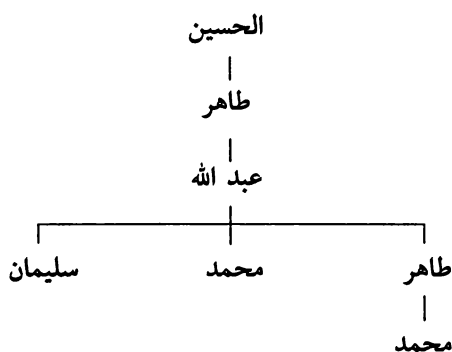 الحسين
طاهر
عبد الله
طاهر محمد سليمان
محمد